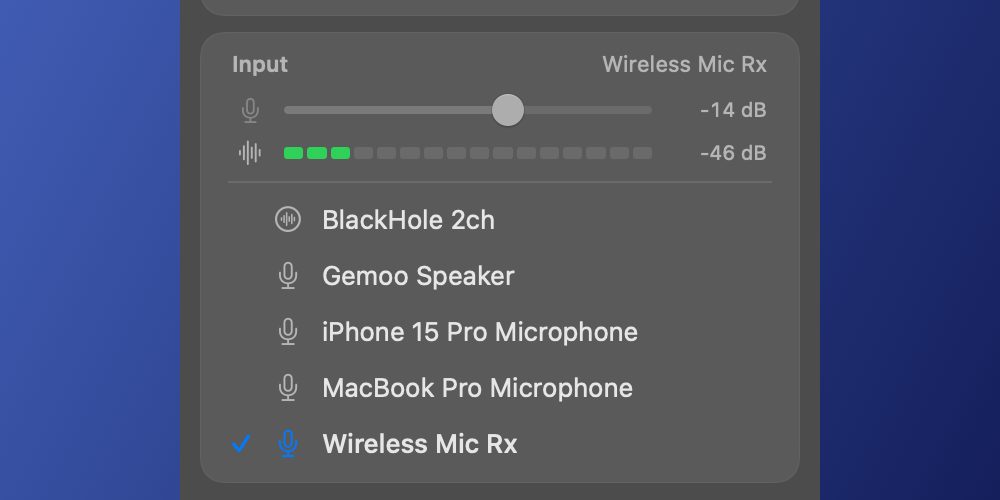 Input Wireless Mic Rx
-14 dB
-46 dB
BlackHole 2ch
Gemoo Speaker
iPhone 15 Pro Microphone
MacBook Pro Microphone
Wireless Mic Rx